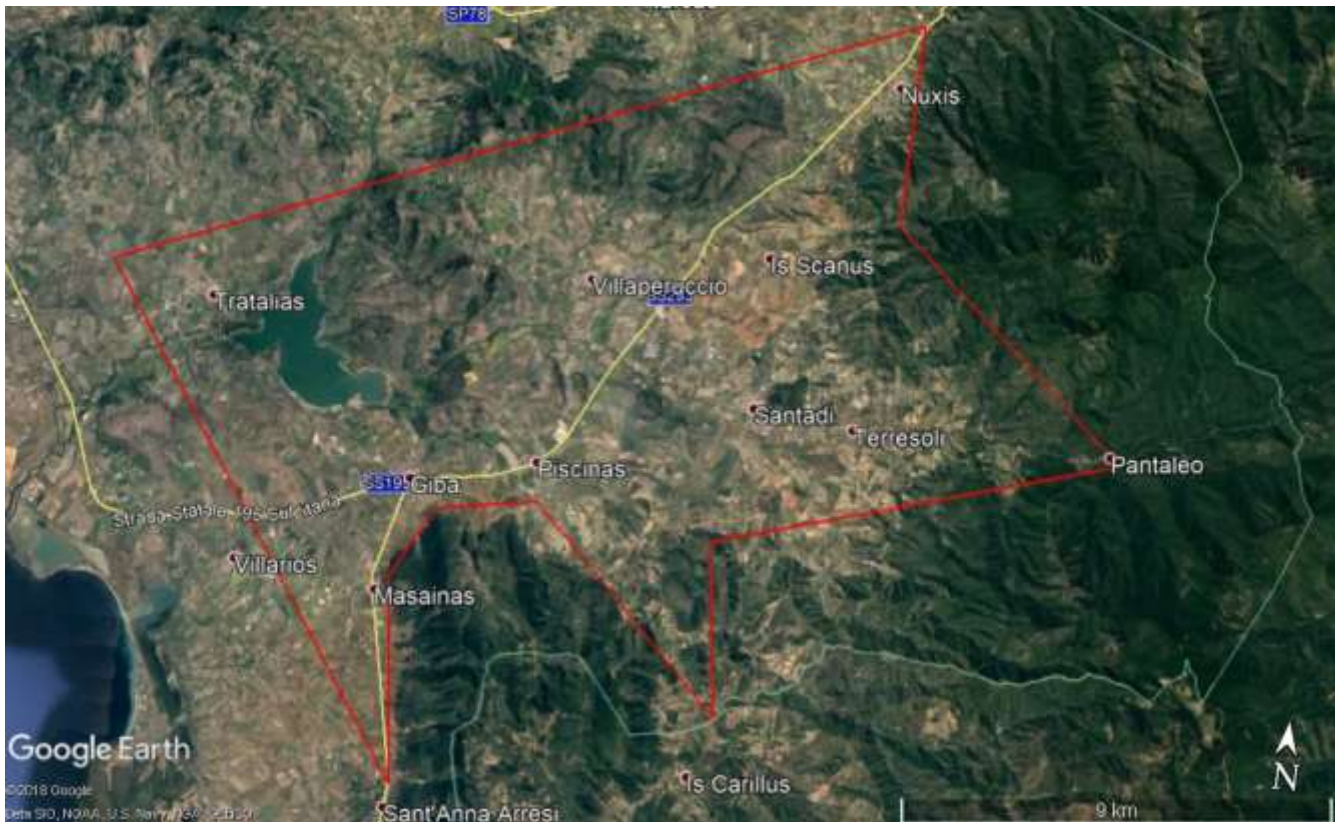 SP78
Nuxis
Is Scanus
Villaperuccio
Tratalias
Santadi
Terresoli
Pantaleo
Piscinas
Giba
Strada Statale 195 Sulcitana
Villarios
Masainas
Google Earth
©2018 Google
Is Carillus
N
Sant'Anna Arresi
9 km